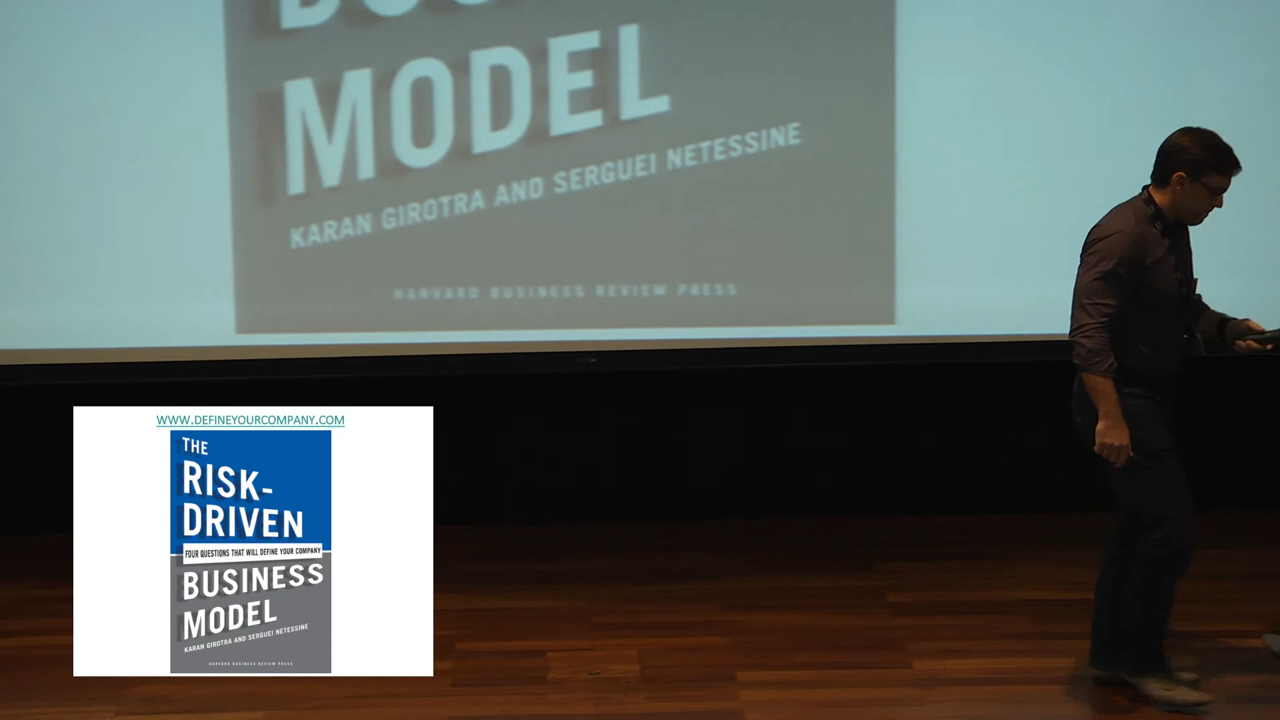 MODEL
KARAN GIROTRA AND SERGUEI NETESSINE
HARVARD BUSINESS REVIEW PRESS
WWW.DEFINEYOURCOMPANY.COM
THE
RISK-
DRIVEN
FOUR QUESTIONS THAT WILL DEFINE YOUR COMPANY
BUSINESS
MODEL
KARAN GIROTRA AND SERGUEI NETESSINE
HARVARD BUSINESS REVIEW PRESS